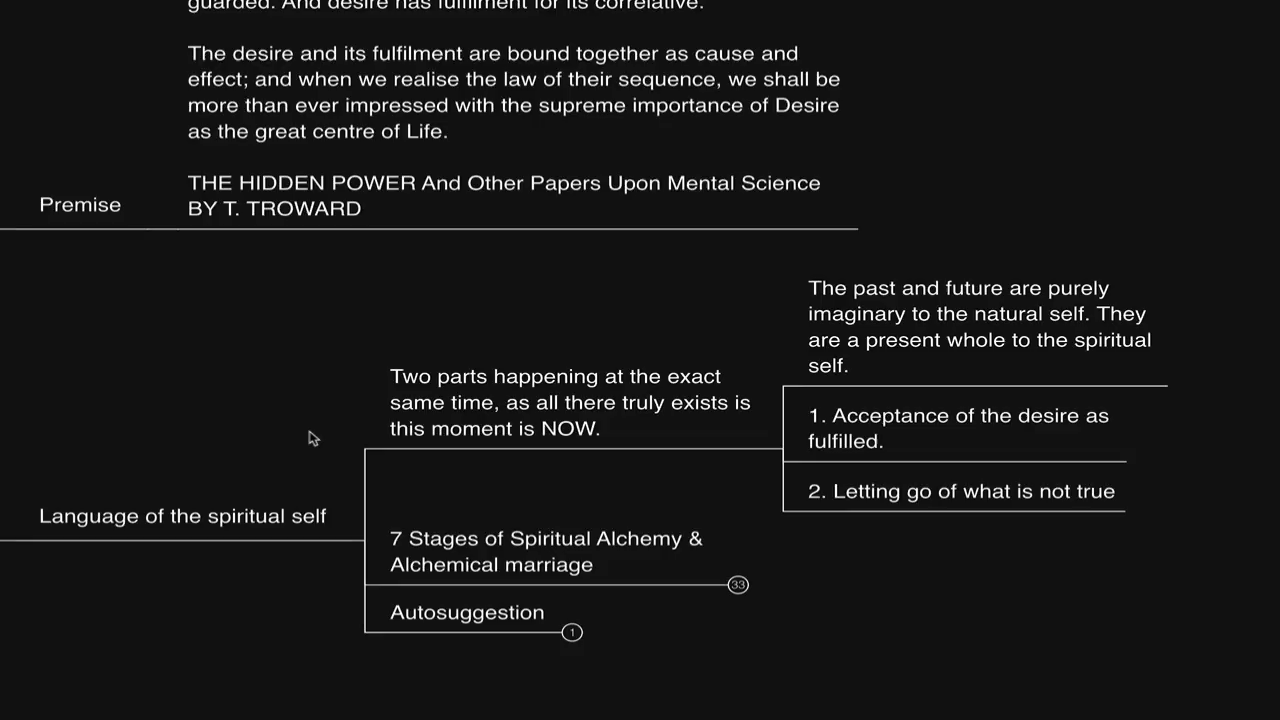 guarded. And desire has fulfilment for its correlative.
The desire and its fulfilment are bound together as cause and
effect; and when we realise the law of their sequence, we shall be
more than ever impressed with the supreme importance of Desire
as the great centre of Life.
THE HIDDEN POWER And Other Papers Upon Mental Science
BY T. TROWARD
Premise
The past and future are purely
imaginary to the natural self. They
are a present whole to the spiritual
self.
Two parts happening at the exact
same time, as all there truly exists is
this moment is NOW.
1. Acceptance of the desire as
fulfilled.
2. Letting go of what is not true
Language of the spiritual self
7 Stages of Spiritual Alchemy &
Alchemical marriage
33
Autosuggestion
1